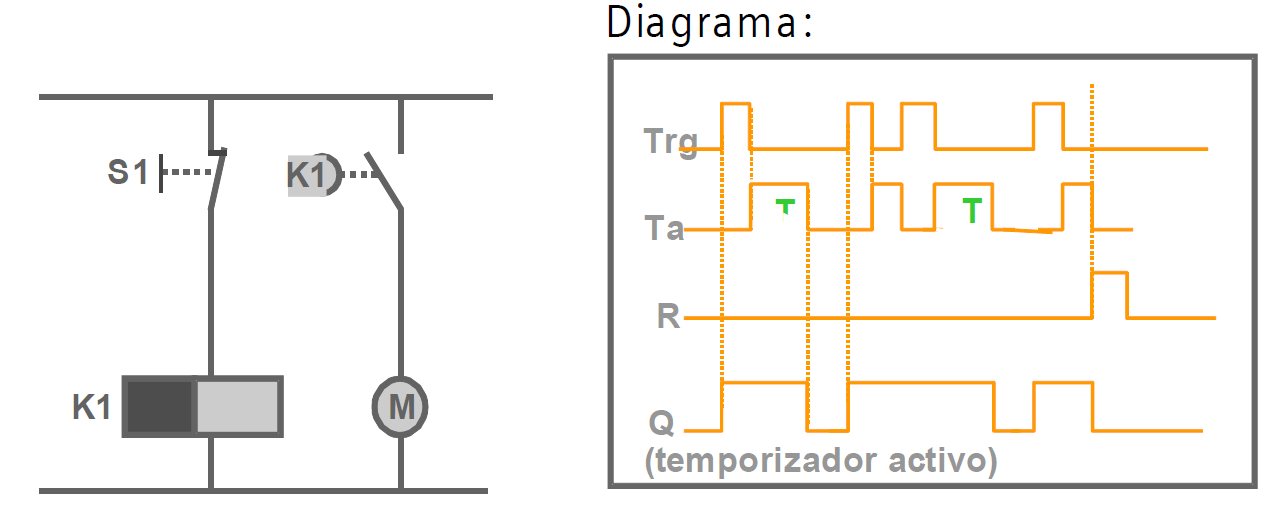 Diagrama:
S1
K1
K1
M
Trg
Ta
T
T
R
Q
(temporizador activo)